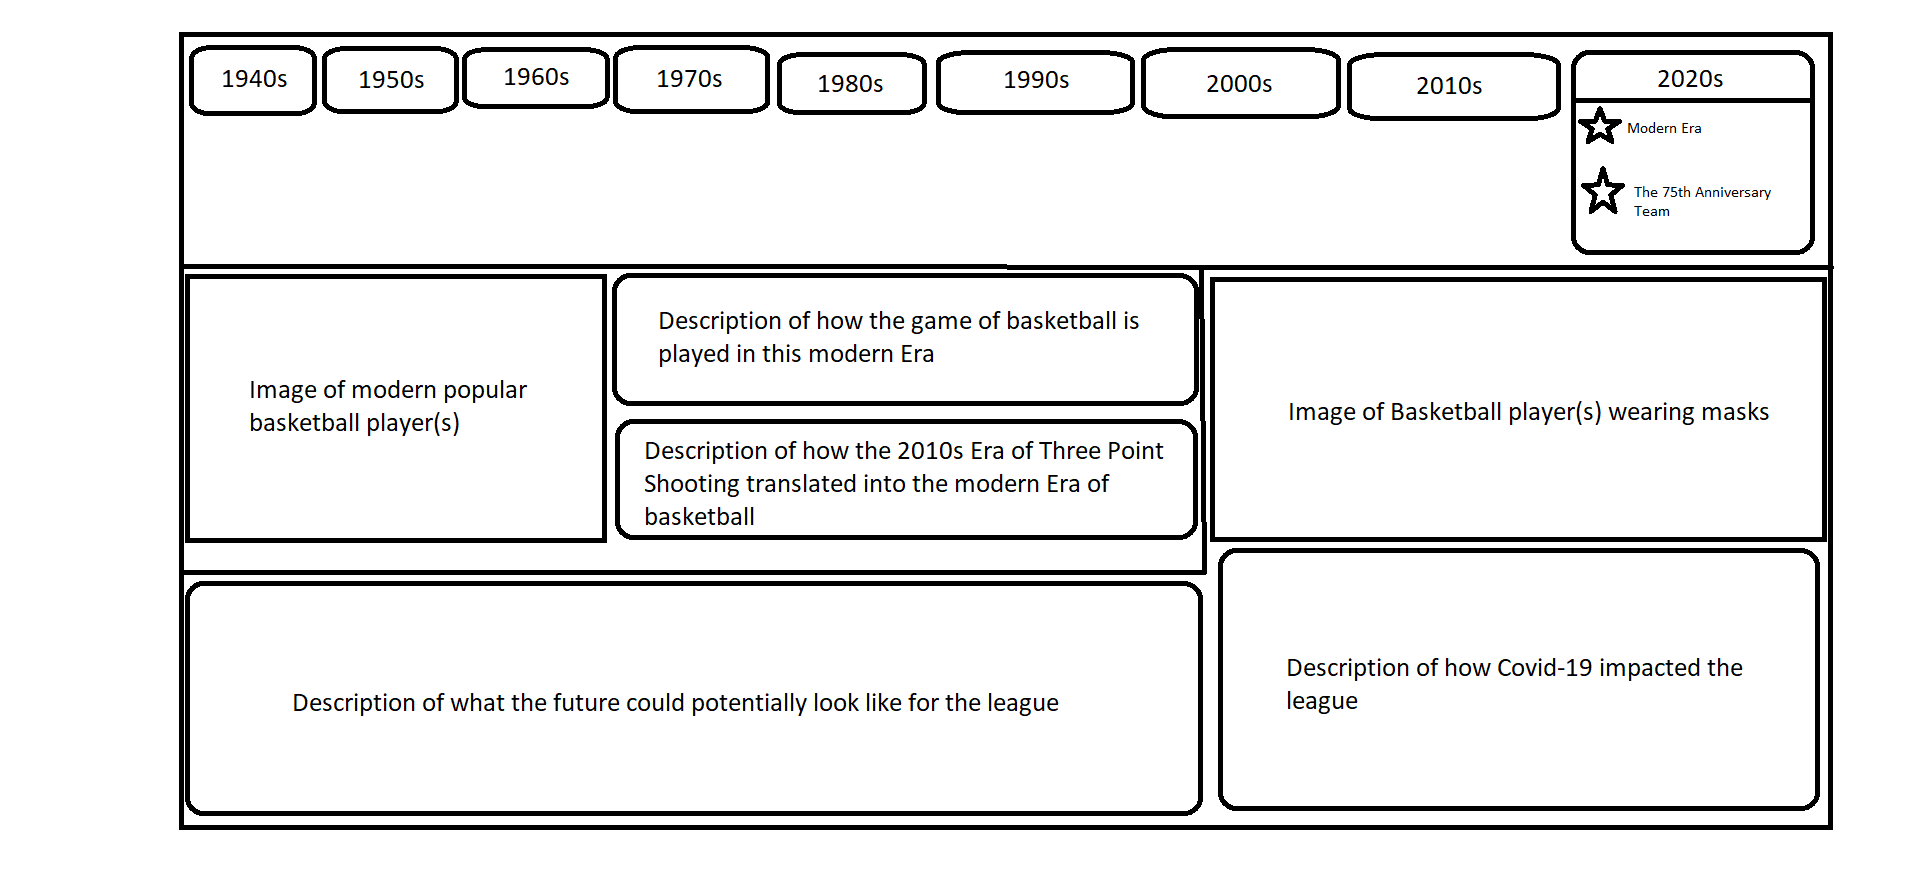 1940s
1950s
1960s
1970s
1980s
1990s
2000s
2010s
2020s
Modern Era
The 75th Anniversary
Team
Image of modern popular
basketball player(s)
Description of how the game of basketball is
played in this modern Era
Description of how the 2010s Era of Three Point
Shooting translated into the modern Era of
basketball
Image of Basketball player(s) wearing masks
Description of what the future could potentially look like for the league
Description of how Covid-19 impacted the
league